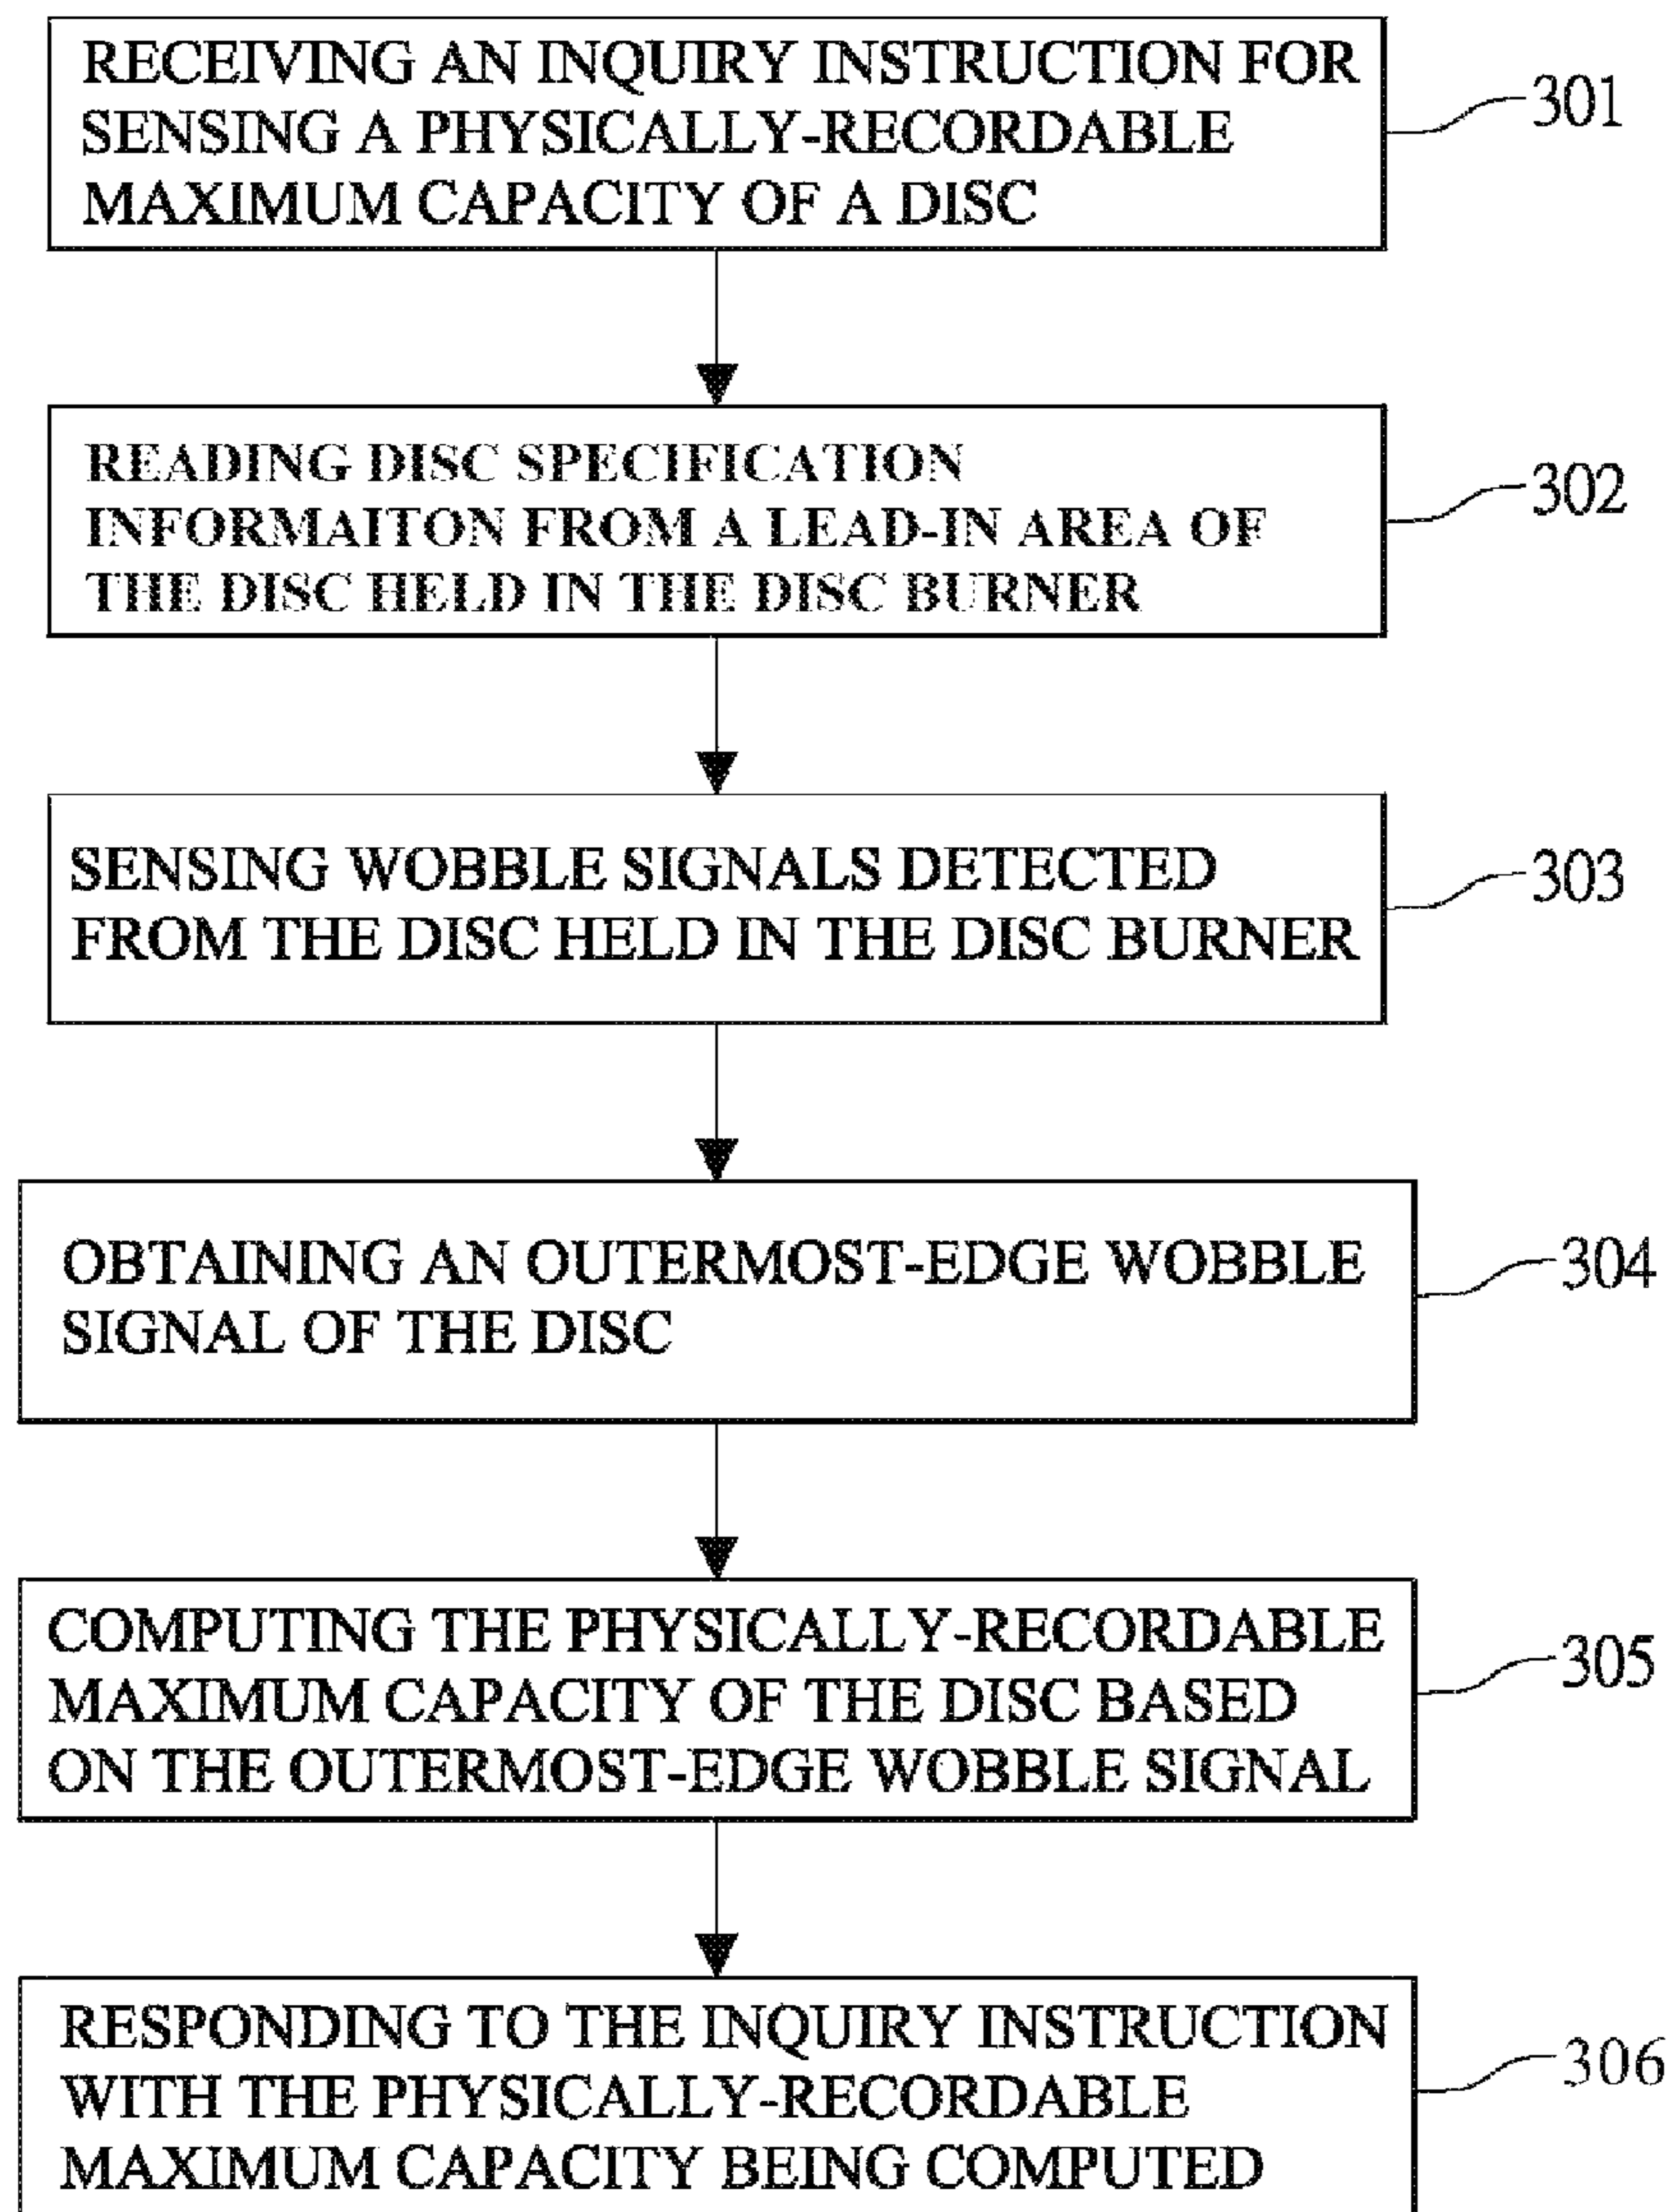 RECEIVING AN INQUIRY INSTRUCTION FOR
SENSING A PHYSICALLY-RECORDABLE
MAXIMUM CAPACITY OF A DISC
301
READING DISC SPECIFICATION
INFORMAITON FROM A LEAD-IN AREA OF
THE DISC HELD IN THE DISC BURNER
302
SENSING WOBBLE SIGNALS DETECTED
FROM THE DISC HELD IN THE DISC BURNER
303
OBTAINING AN OUTERMOST-EDGE WOBBLE
SIGNAL OF THE DISC
304
COMPUTING THE PHYSICALLY-RECORDABLE
MAXIMUM CAPACITY OF THE DISC BASED
ON THE OUTERMOST-EDGE WOBBLE SIGNAL
305
RESPONDING TO THE INQUIRY INSTRUCTION
WITH THE PHYSICALLY-RECORDABLE
MAXIMUM CAPACITY BEING COMPUTED
306